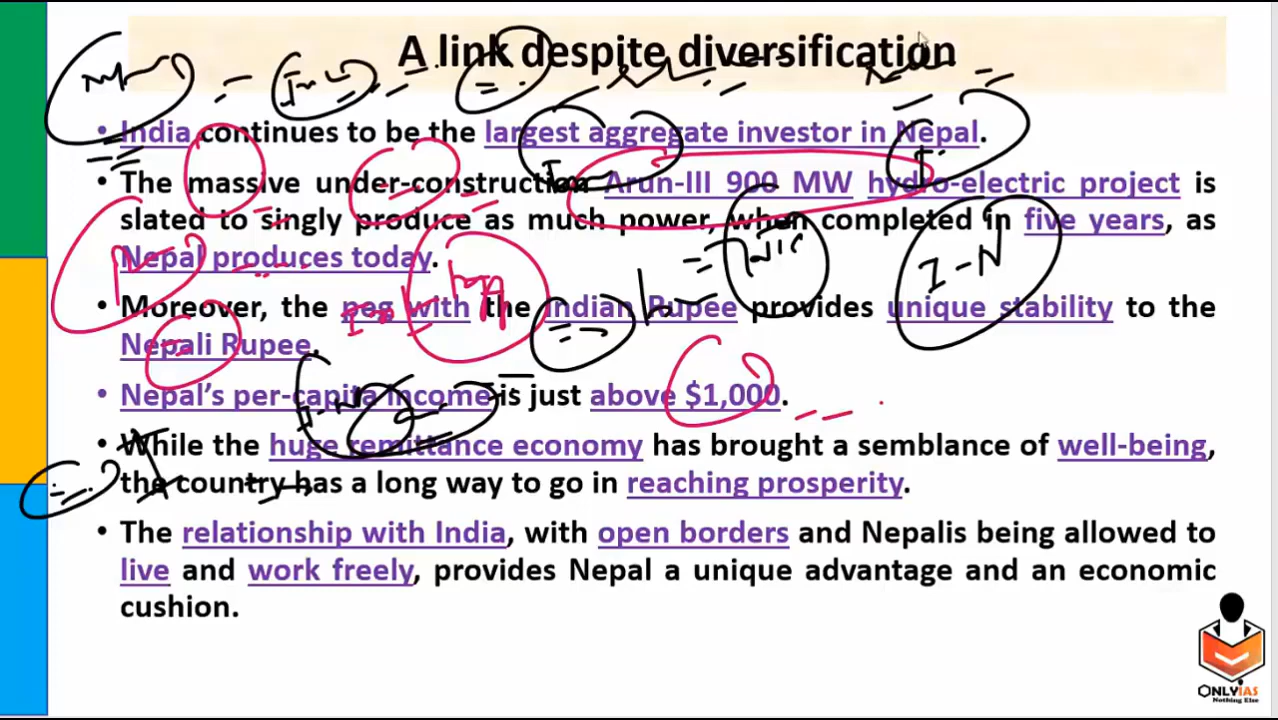 A link despite diversification
• India continues to be the largest aggregate investor in Nepal.
• The massive under-construction Arun-III 900 MW hydro-electric project is
slated to singly produce as much power, when completed in five years, as
Nepal produces today.
• Moreover, the peg with the Indian Rupee provides unique stability to the
Nepali Rupee.
• Nepal's per-capita income is just above $1,000.
• While the huge remittance economy has brought a semblance of well-being,
the country has a long way to go in reaching prosperity.
• The relationship with India, with open borders and Nepalis being allowed to
live and work freely, provides Nepal a unique advantage and an economic
cushion.
I-N
ONLYIAS
Nothing Else